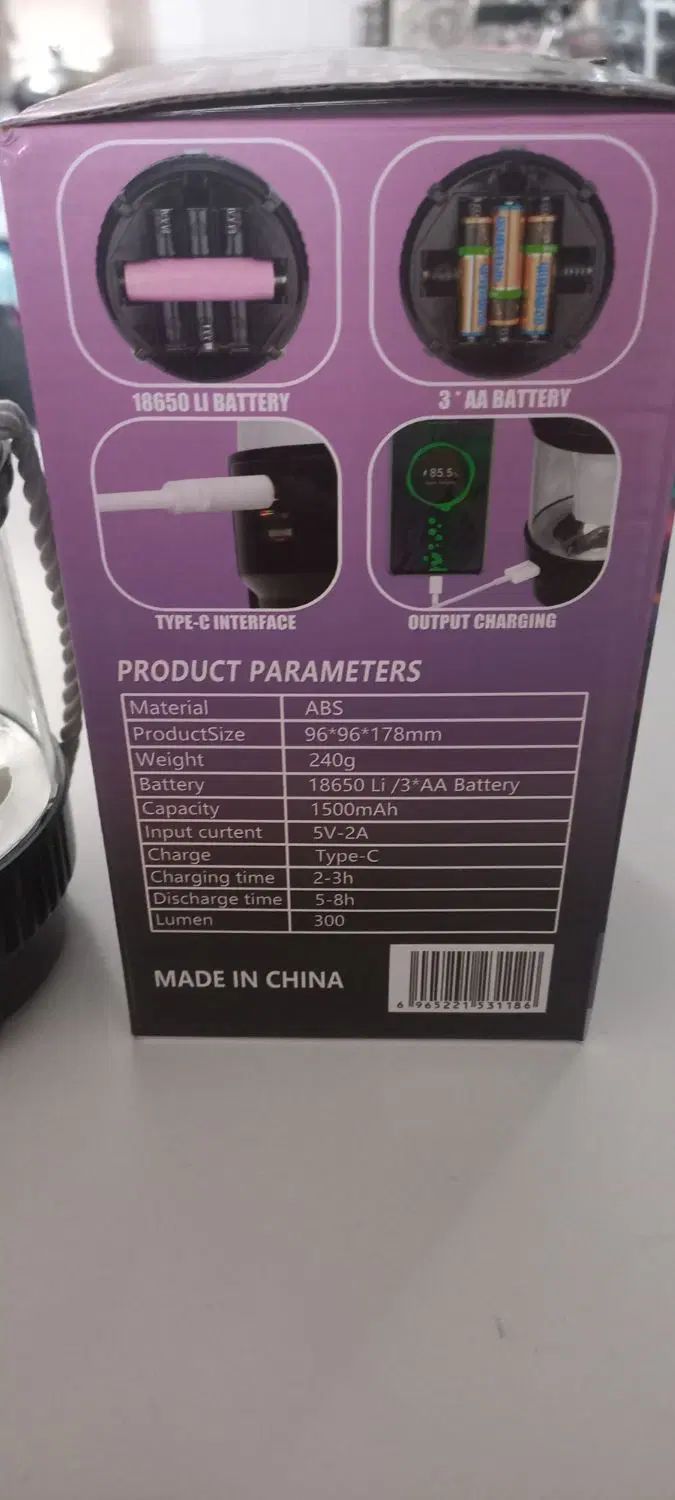 18650 LI BATTERY
3 * AA BATTERY
85.5
TYPE-C INTERFACE
OUTPUT CHARGING
PRODUCT PARAMETERS
Material ABS
ProductSize 96*96*178mm
Weight 240g
Battery 18650 Li /3*AA Battery
Capacity 1500mAh
Input curtent 5V-2A
Charge Type-C
Charging time 2-3h
Discharge time 5-8h
Lumen 300
MADE IN CHINA
6 965221 531186